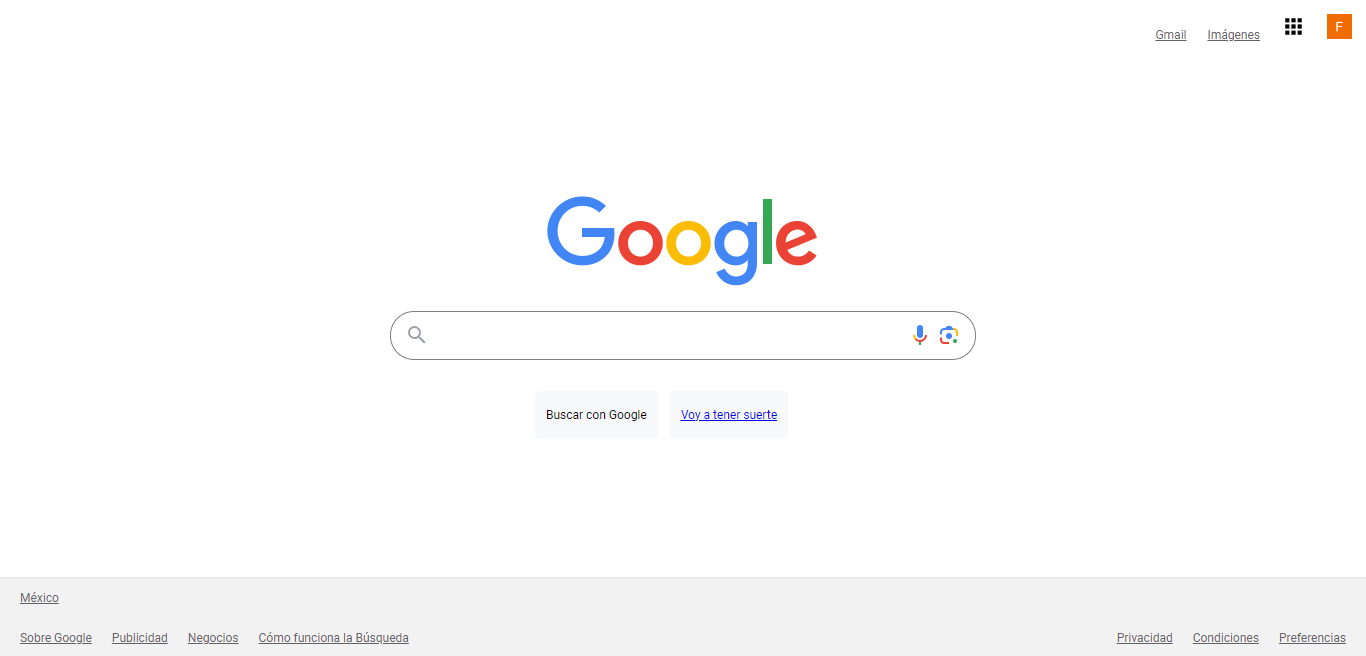 Gmail Imágenes F
Google
Buscar con Google Voy a tener suerte
México
Sobre Google Publicidad Negocios Cómo funciona la Búsqueda Privacidad Condiciones Preferencias